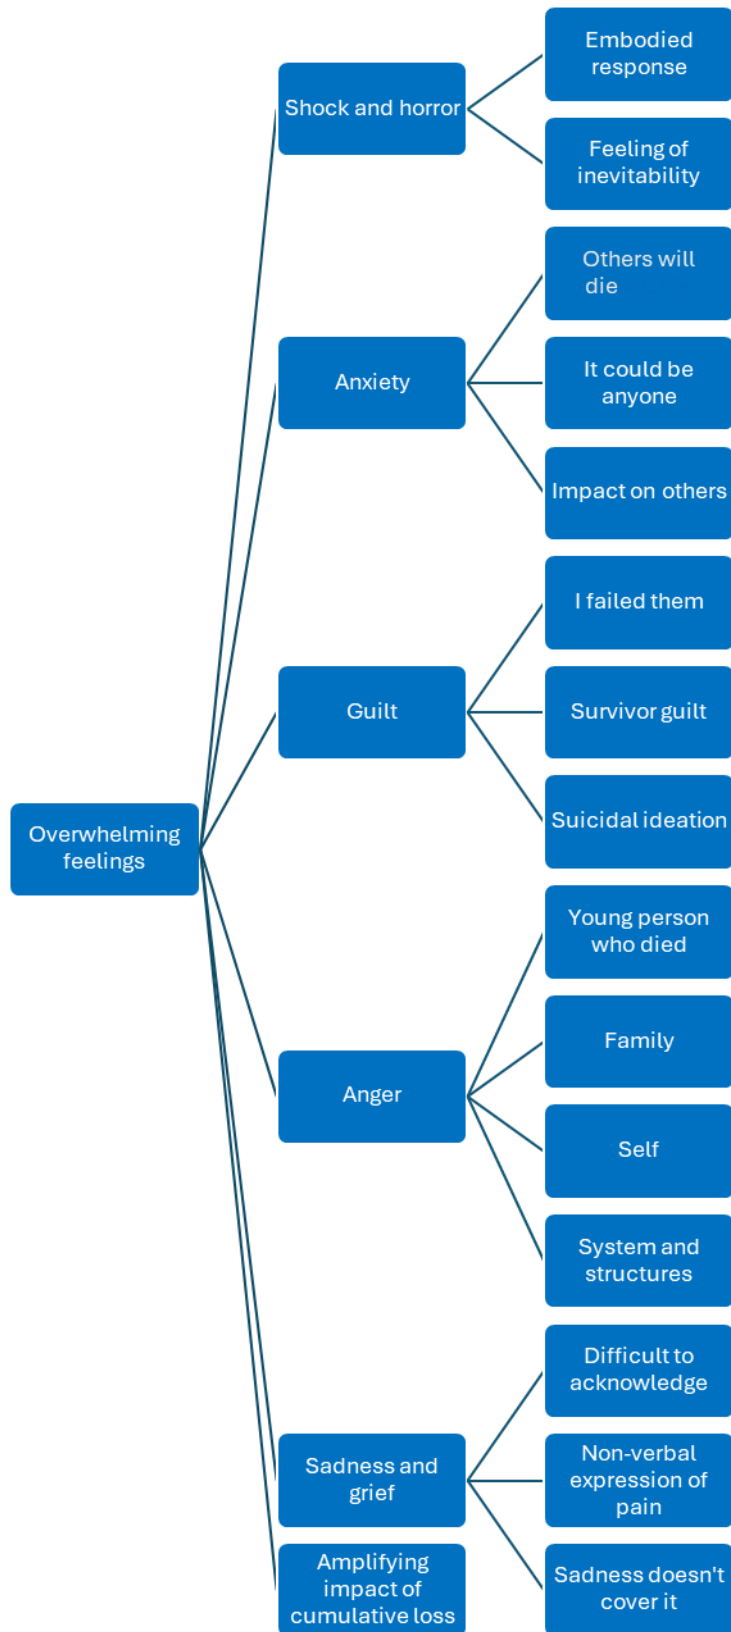 Overwhelming
feelings
Shock and horror
Embodied
response
Feeling of
inevitability
Anxiety
Others will
die
It could be
anyone
Impact on others
Guilt
I failed them
Survivor guilt
Suicidal ideation
Anger
Young person
who died
Family
Self
System and
structures
Sadness and
grief
Difficult to
acknowledge
Non-verbal
expression of
pain
Sadness doesn't
cover it
Amplifying
impact of
cumulative loss